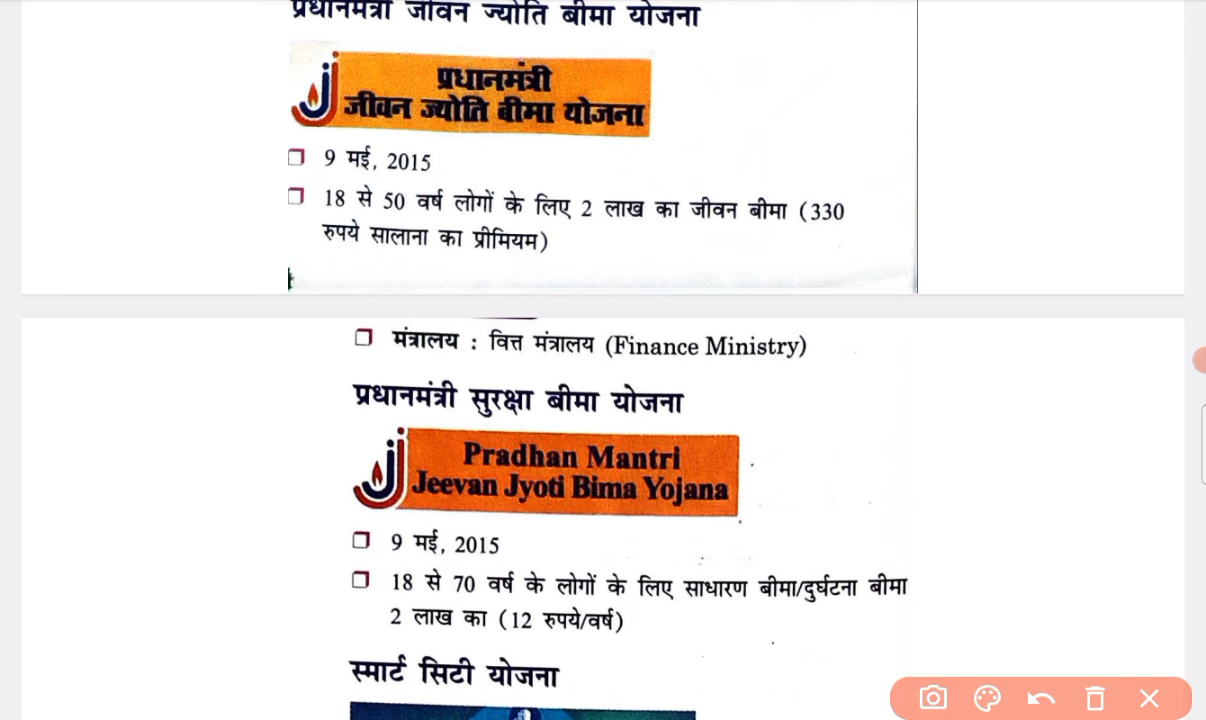 प्रधानमंत्री जीवन ज्योति बीमा योजना
प्रधानमंत्री
जीवन ज्योति बीमा योजना
9 मई, 2015
18 से 50 वर्ष लोगों के लिए 2 लाख का जीवन बीमा (330
रुपये सालाना का प्रीमियम)
मंत्रालय : वित्त मंत्रालय (Finance Ministry)
प्रधानमंत्री सुरक्षा बीमा योजना
Pradhan Mantri
Jeevan Jyoti Bima Yojana
9 मई, 2015
18 से 70 वर्ष के लोगों के लिए साधारण बीमा/दुर्घटना बीमा
2 लाख का (12 रुपये/वर्ष)
स्मार्ट सिटी योजना